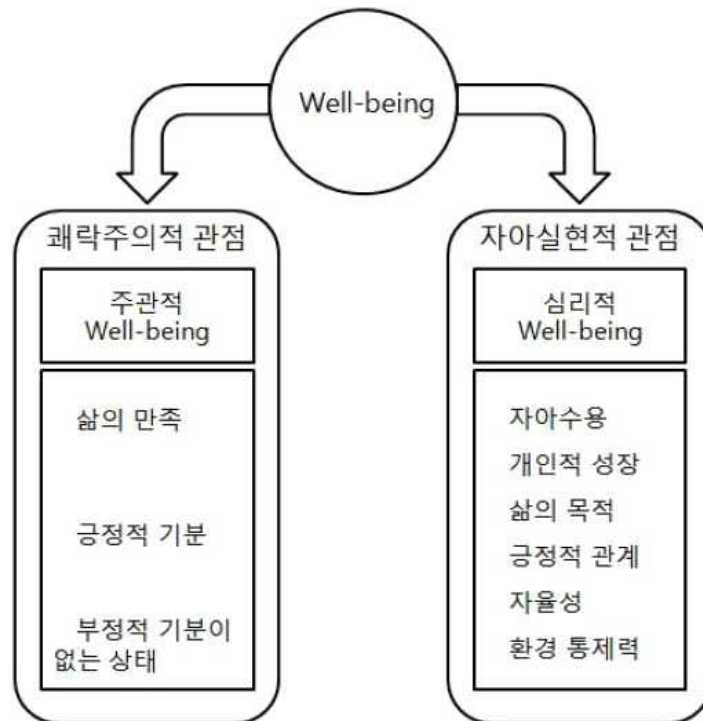 Well-being
쾌락주의적 관점
주관적
Well-being
삶의 만족
긍정적 기분
부정적 기분이
없는 상태
자아실현적 관점
심리적
Well-being
자아수용
개인적 성장
삶의 목적
긍정적 관계
자율성
환경 통제력